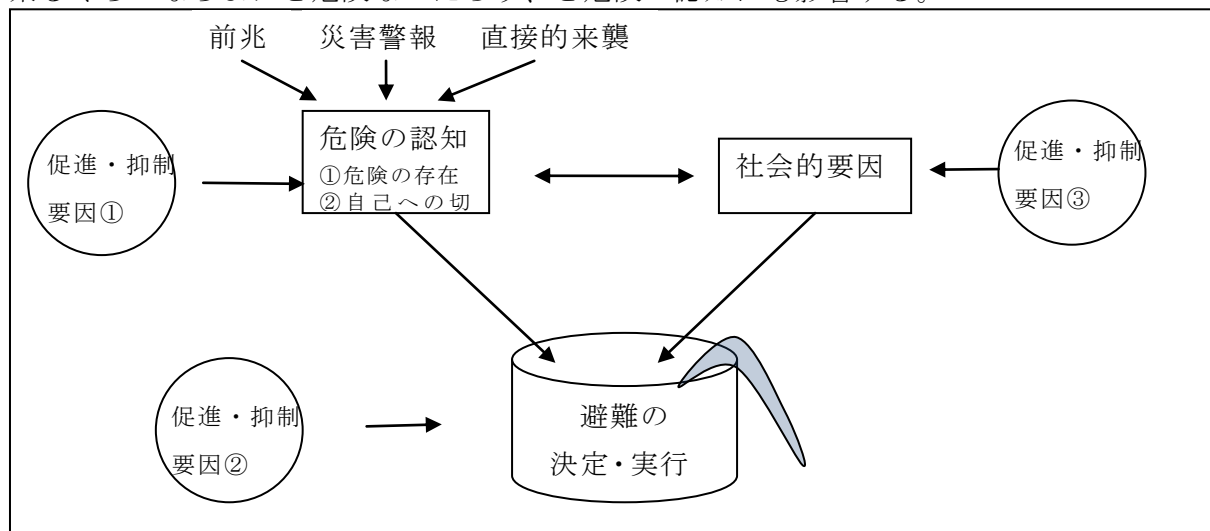 前兆 災害警報 直接的来襲
危険の認知
①危険の存在
②自己への切
促進・抑制
要因①
社会的要因
促進・抑制
要因③
避難の
決定・実行
促進・抑制
要因②